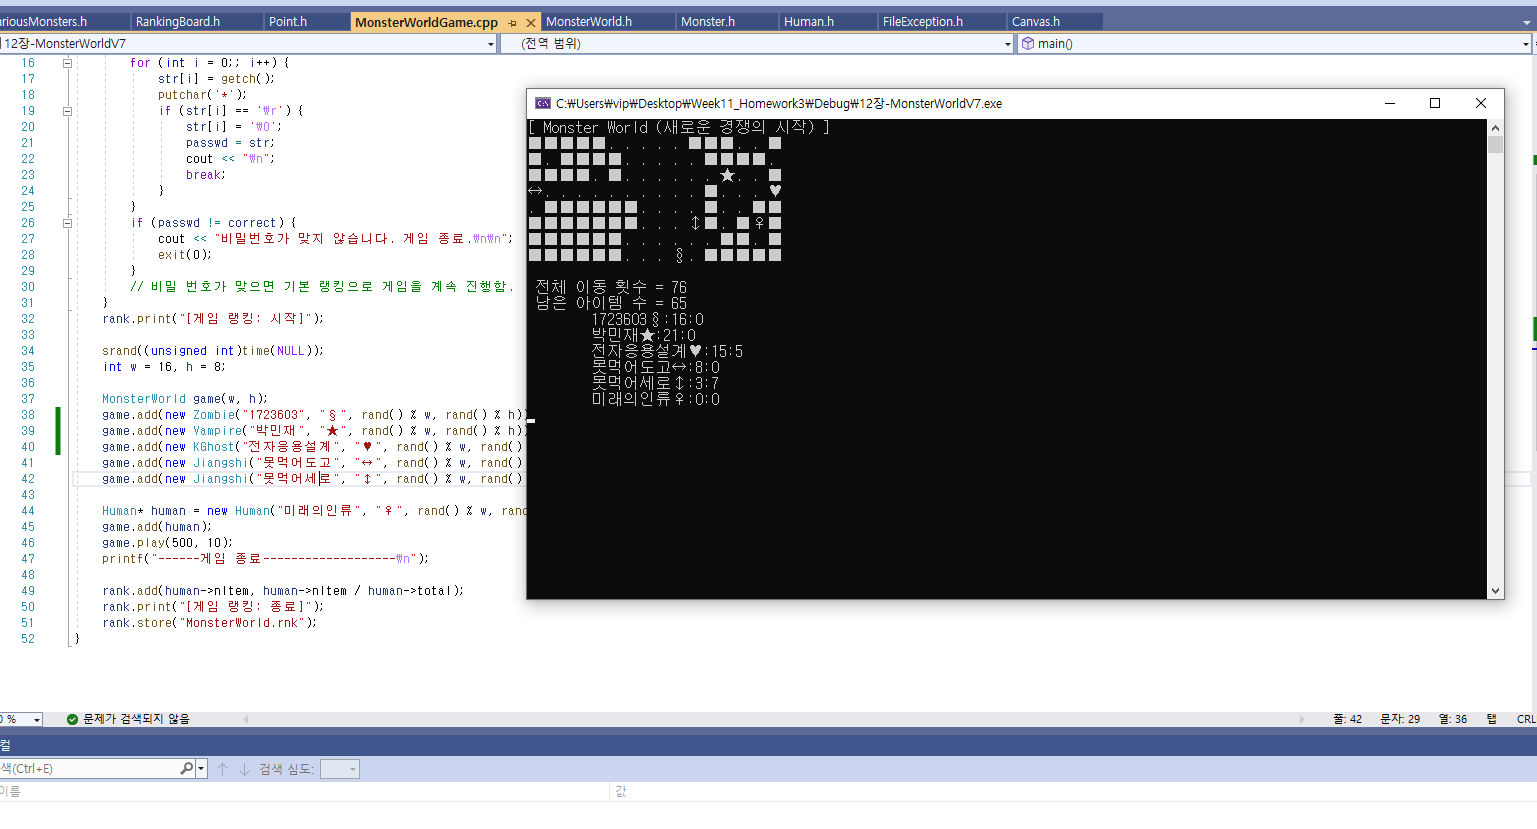 ariousMonsters.h RankingBoard.h Point.h MonsterWorldGame.cpp MonsterWorld.h Monster.h Human.h FileException.h Canvas.h
12장-MonsterWorldV7 (전역 범위) main()
16 for (int i = 0;; i++) {
17 str[i] = getch();
18 putchar('*');
19 if (str[i] == '₩r') {
20 str[i] = '₩0';
21 passwd = str;
22 cout << "₩n";
23 break;
24 }
25 }
26 if (passwd != correct) {
27 cout << "비밀번호가 맞지 않습니다. 게임 종료.₩n₩n";
28 exit(0);
29 }
30 // 비밀 번호가 맞으면 기본 랭킹으로 게임을 계속 진행함.
31 }
32 rank.print("[게임 랭킹: 시작]");
33
34 srand((unsigned int)time(NULL));
35 int w = 16, h = 8;
36
37 MonsterWorld game(w, h);
38 game.add(new Zombie("1723603", "§", rand() % w, rand() % h))
39 game.add(new Vampire("박민재", "★", rand() % w, rand() % h))
40 game.add(new KGhost("전자응용설계", "♥", rand() % w, rand()
41 game.add(new Jiangshi("못먹어도고", "↔", rand() % w, rand()
42 game.add(new Jiangshi("못먹어세로", "↕", rand() % w, rand()
43
44 Human* human = new Human("미래의인류", "♀", rand() % w, rand
45 game.add(human);
46 game.play(500, 10);
47 printf("------게임 종료-------------------₩n");
48
49 rank.add(human->nItem, human->nItem / human->total);
50 rank.print("[게임 랭킹: 종료]");
51 rank.store("MonsterWorld.rnk");
52 }
C:₩Users₩vip₩Desktop₩Week11_Homework3₩Debug₩12장-MonsterWorldV7.exe
[ Monster World (새로운 경쟁의 시작) ]
■■■■■.....■■■..■
■.■■■■.....■■■■.
■■■■.■......★..■
↔..........■...♥
.■■■■■■....■..■■
■■■■■■■...↕■.■♀■
■■■■■■......■■.■
■■■■■■...§.■■■■■
전체 이동 횟수 = 76
남은 아이템 수 = 65
1723603§:16:0
박민재★:21:0
전자응용설계♥:15:5
못먹어도고↔:8:0
못먹어세로↕:3:7
미래의인류♀:0:0
0 % 문제가 검색되지 않음 줄: 42 문자: 29 열: 36 탭 CRL
컬
색(Ctrl+E) 검색 심도:
이름 값